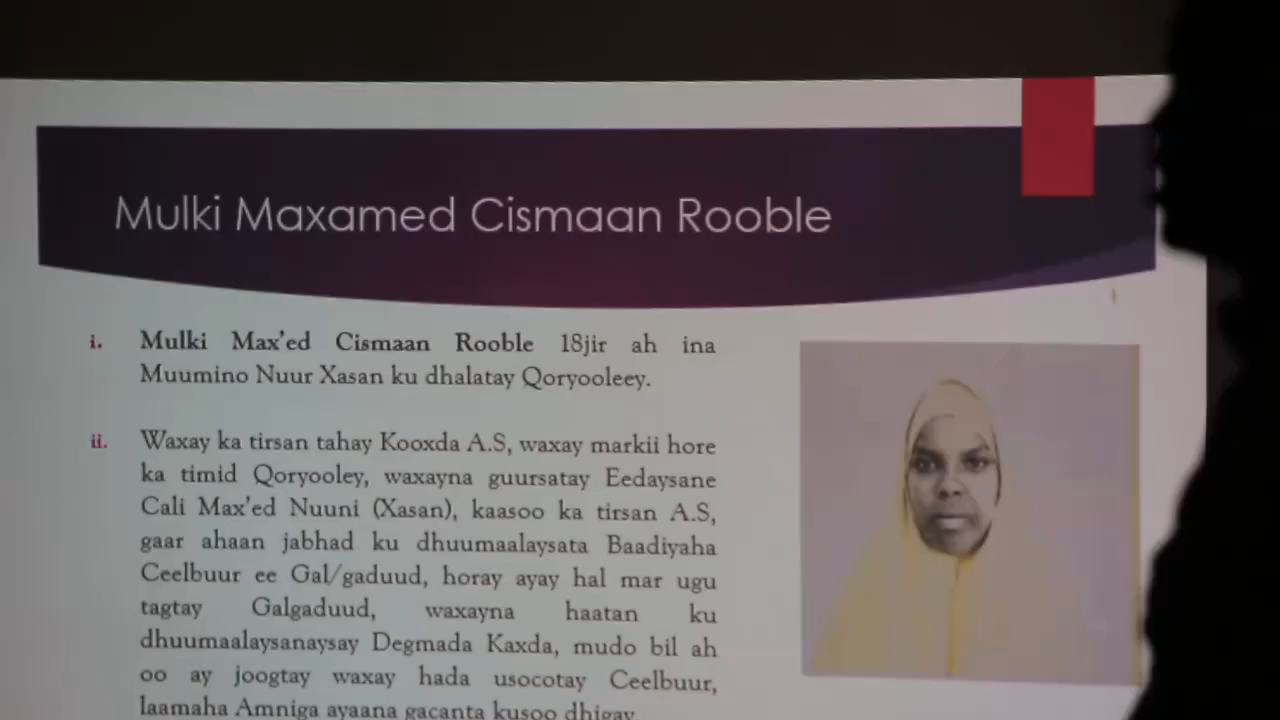 Mulki Maxamed Cismaan Rooble
i. Mulki Max'ed Cismaan Rooble 18jir ah ina
Muumino Nuur Xasan ku dhalatay Qoryooleey.
ii. Waxay ka tirsan tahay Kooxda A.S, waxay markii hore
ka timid Qoryooley, waxayna guursatay Eedaysane
Cali Max'ed Nuuni (Xasan), kaasoo ka tirsan A.S,
gaar ahaan jabhad ku dhuumaalaysata Baadiyaha
Ceelbuur ee Gal/gaduud, horay ayay hal mar ugu
tagtay Galgaduud, waxayna haatan ku
dhuumaalaysanaysay Degmada Kaxda, mudo bil ah
oo ay joogtay waxay hada usocotay Ceelbuur,
laamaha Amniga ayaana gacanta kusoo dhigay.